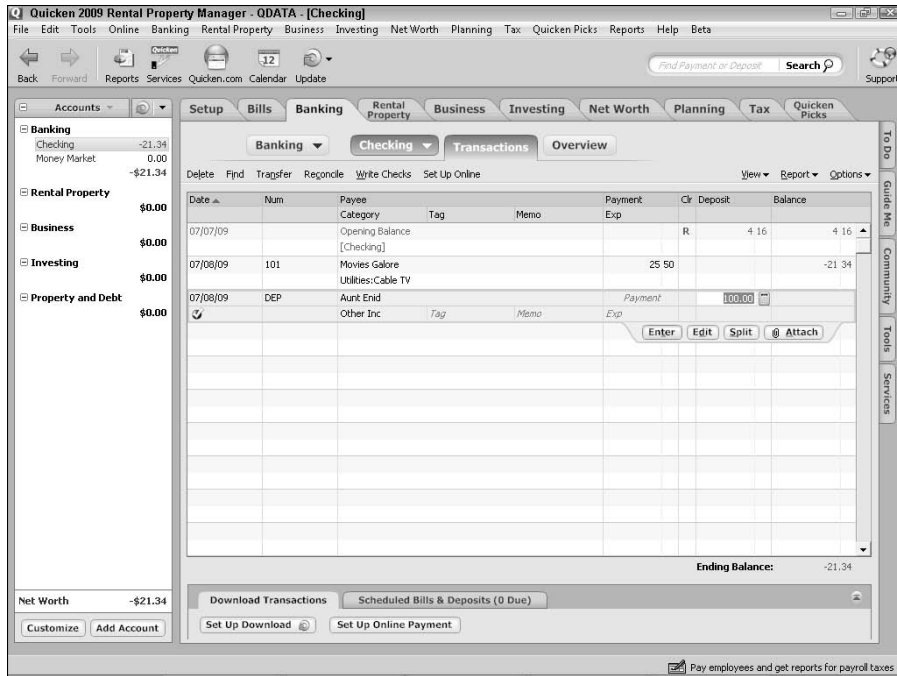 Quicken 2009 Rental Property Manager - QDATA - [Checking]
File Edit Tools Online Banking Rental Property Business Investing Net Worth Planning Tax Quicken Picks Reports Help Beta
Quicken
12
Find Payment or Deposit Search
Back Forward Reports Services Quicken.com Calendar Update Support
Accounts
Banking
Checking -21.34
Money Market 0.00
-$21.34
Rental Property
$0.00
Business
$0.00
Investing
$0.00
Property and Debt
$0.00
Net Worth -$21.34
Customize Add Account
Setup Bills Banking Rental Property Business Investing Net Worth Planning Tax Quicken Picks
Banking Checking Transactions Overview
Delete Find Transfer Reconcile Write Checks Set Up Online View Report Options
Date Num Payee Payment Clr Deposit Balance
Category Tag Memo Exp
07/07/09 Opening Balance R 4 16 4 16
[Checking]
07/08/09 101 Movies Galore 25 50 -21 34
Utilities:Cable TV
07/08/09 DEP Aunt Enid Payment 100.00
Other Inc Tag Memo Exp
Enter Edit Split Attach
Ending Balance: -21.34
Download Transactions Scheduled Bills & Deposits (0 Due)
Set Up Download Set Up Online Payment
To Do
Guide Me
Community
Tools
Services
Pay employees and get reports for payroll taxes